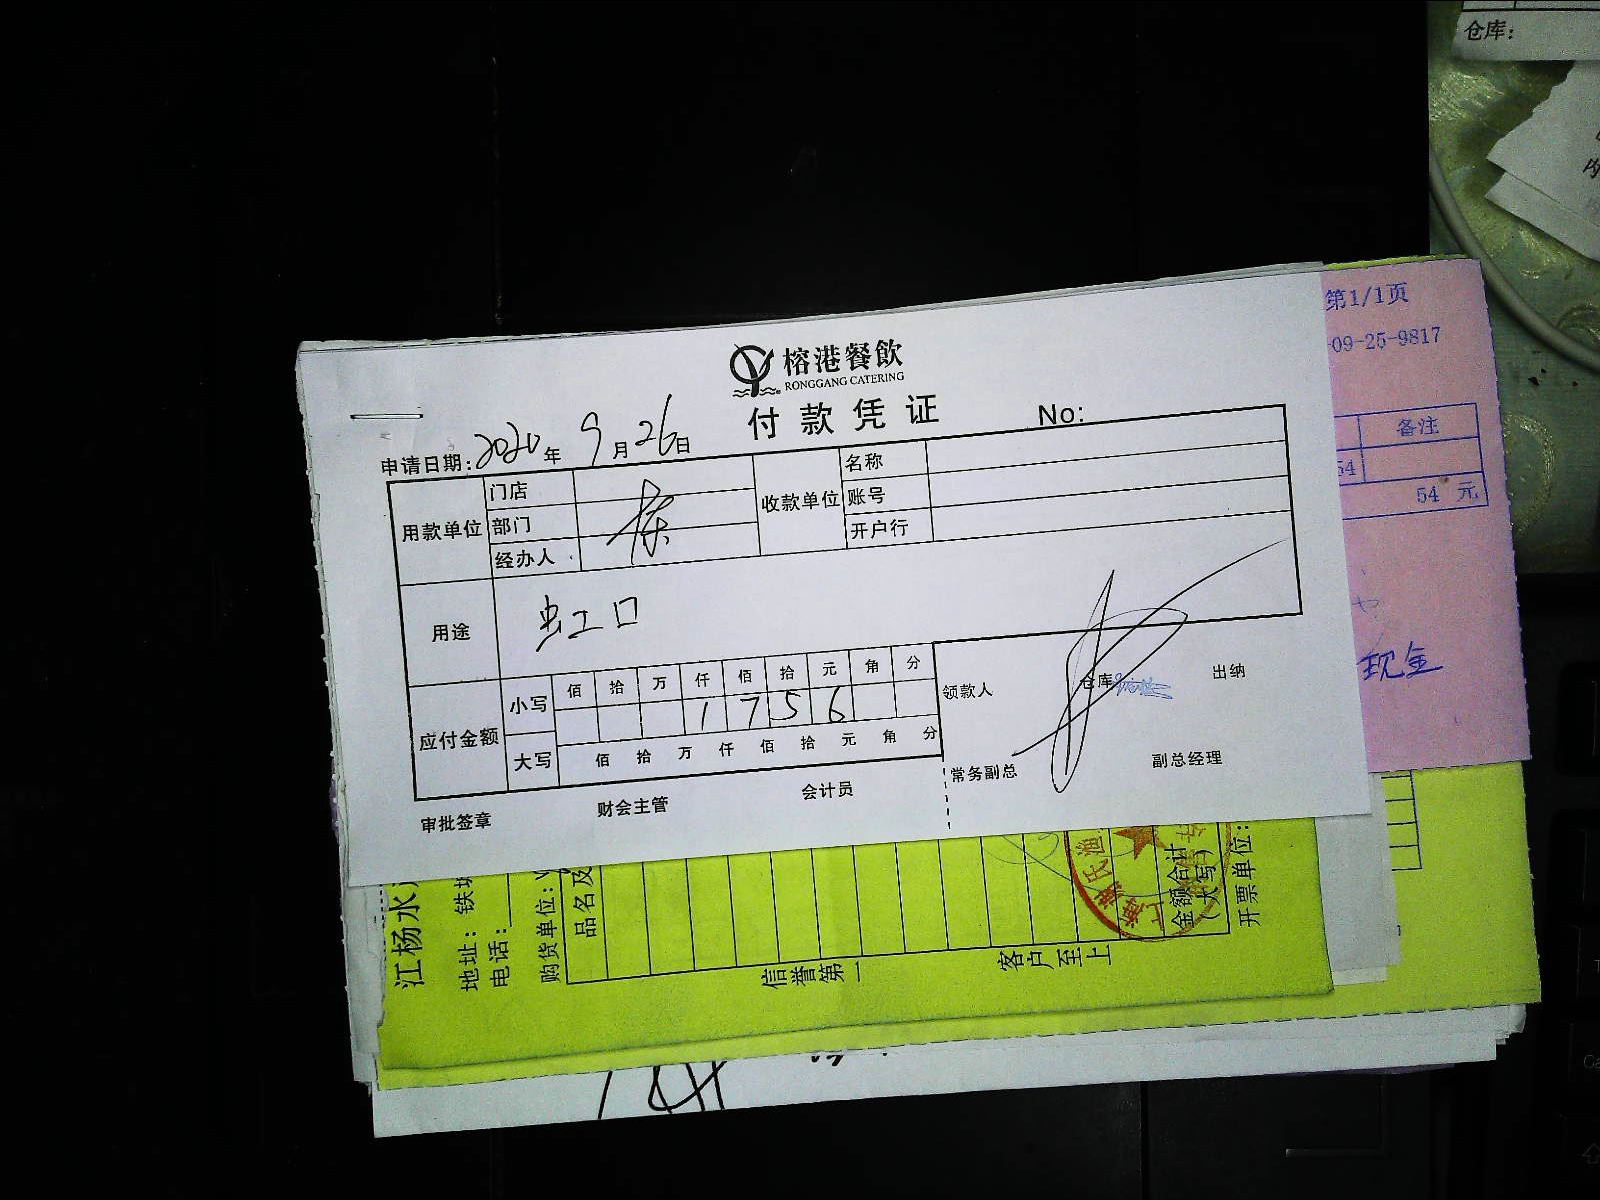 仓库：
第1/1页
-09-25-9817
备注
54
54 元
现金
榕港餐飲
RONGGANG CATERING
付款凭证
No:
申请日期：2020年 9月26日
用款单位
门店
部门
经办人
收款单位
名称
账号
开户行
用途
虹口
应付金额
小写
佰 拾 万 仟 佰 拾 元 角 分
1 7 5 6
大写
佰 拾 万 仟 佰 拾 元 角 分
领款人
仓库
出纳
审批签章
财会主管
会计员
常务副总
副总经理
江杨水
地址：铁
电话：
购货单位：
品名及
信誉第一
客户至上
金额合计
（大写）
开票单位：